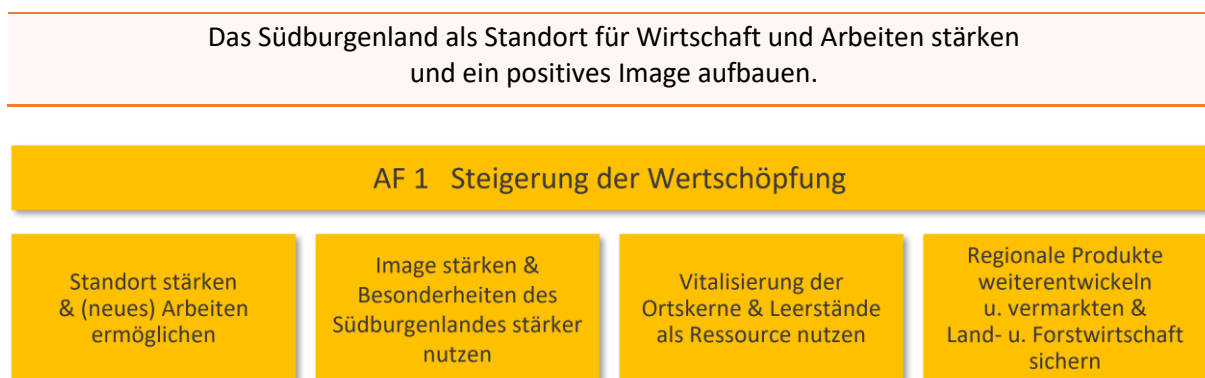 Das Südburgenland als Standort für Wirtschaft und Arbeiten stärken
und ein positives Image aufbauen.
AF 1 Steigerung der Wertschöpfung
Standort stärken
& (neues) Arbeiten
ermöglichen
Image stärken &
Besonderheiten des
Südburgenlandes stärker
nutzen
Vitalisierung der
Ortskerne & Leerstände
als Ressource nutzen
Regionale Produkte
weiterentwickeln
u. vermarkten &
Land- u. Forstwirtschaft
sichern